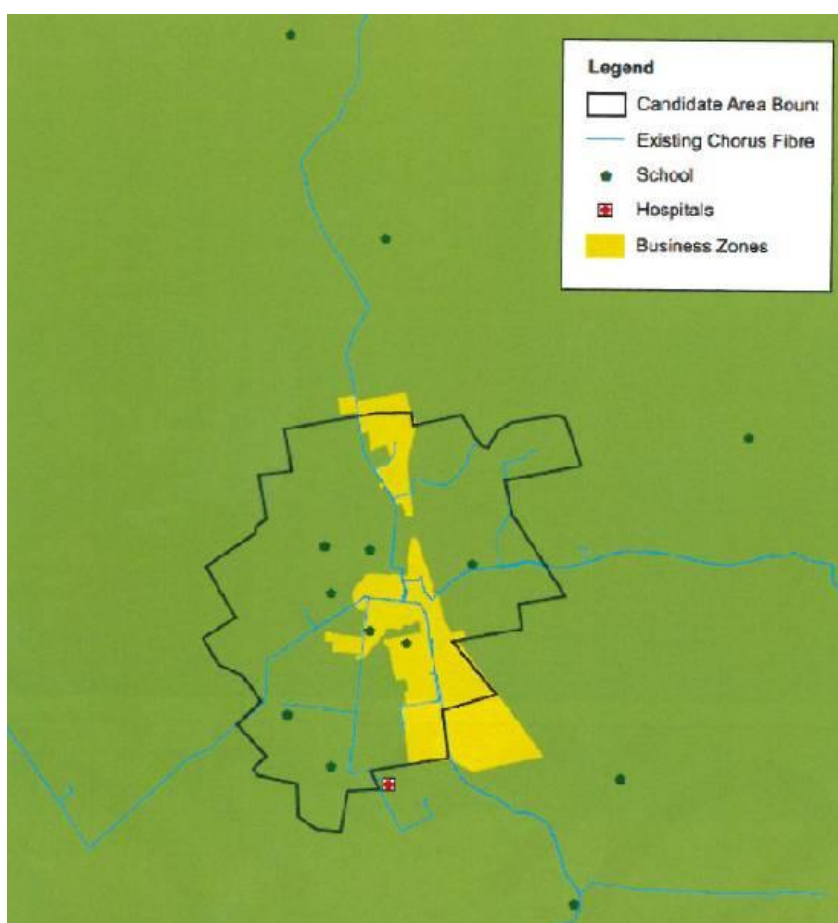 Legend
Candidate Area Boun
Existing Chorus Fibre
School
Hospitals
Business Zones